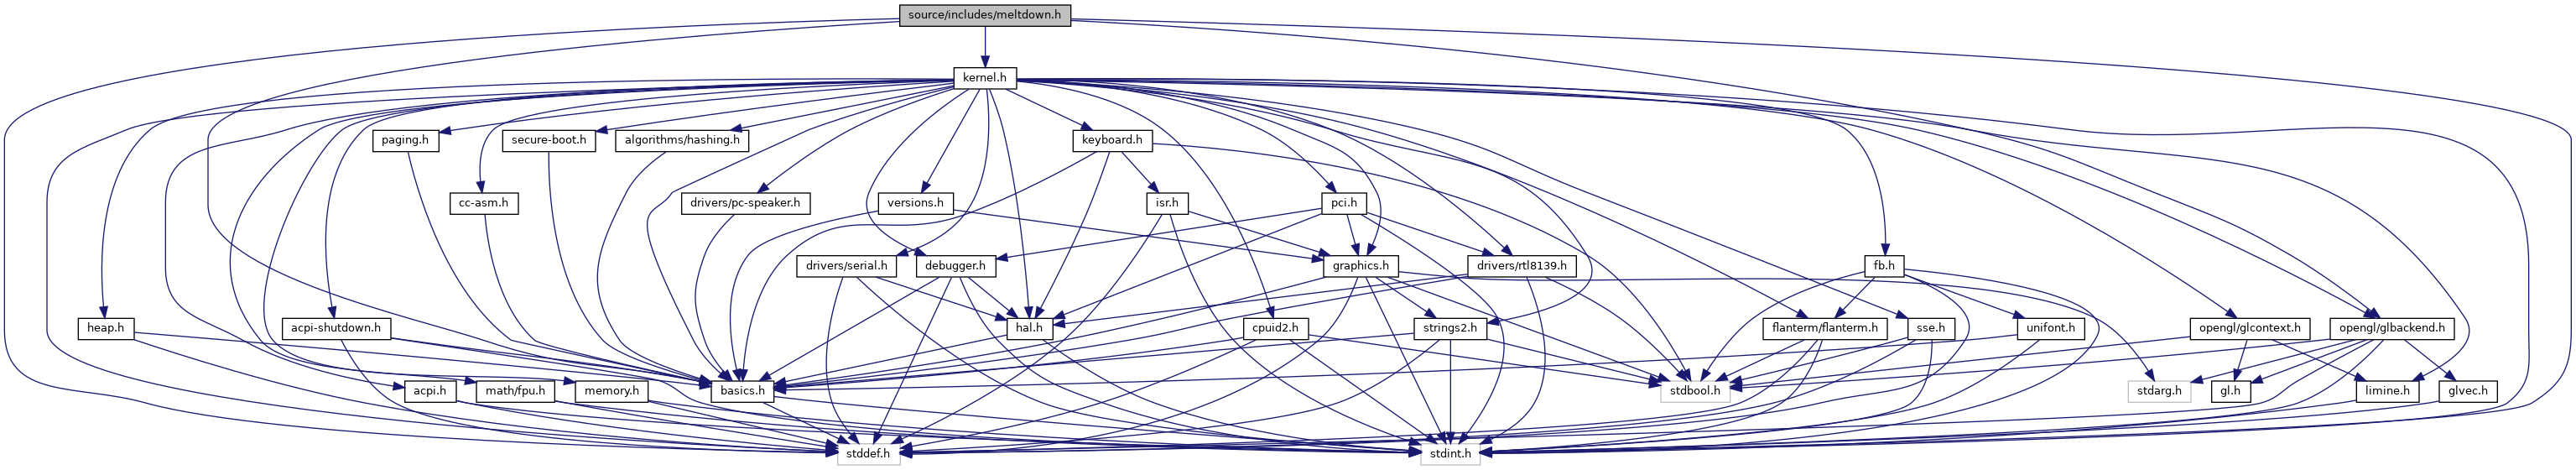 source/includes/meltdown.h
kernel.h
paging.h
secure-boot.h
algorithms/hashing.h
keyboard.h
cc-asm.h
drivers/pc-speaker.h
versions.h
isr.h
pci.h
drivers/serial.h
debugger.h
graphics.h
drivers/rtl8139.h
fb.h
heap.h
acpi-shutdown.h
hal.h
cpuid2.h
strings2.h
flanterm/flanterm.h
sse.h
unifont.h
opengl/glcontext.h
opengl/glbackend.h
acpi.h
math/fpu.h
memory.h
basics.h
stdbool.h
stdarg.h
gl.h
limine.h
glvec.h
stddef.h
stdint.h